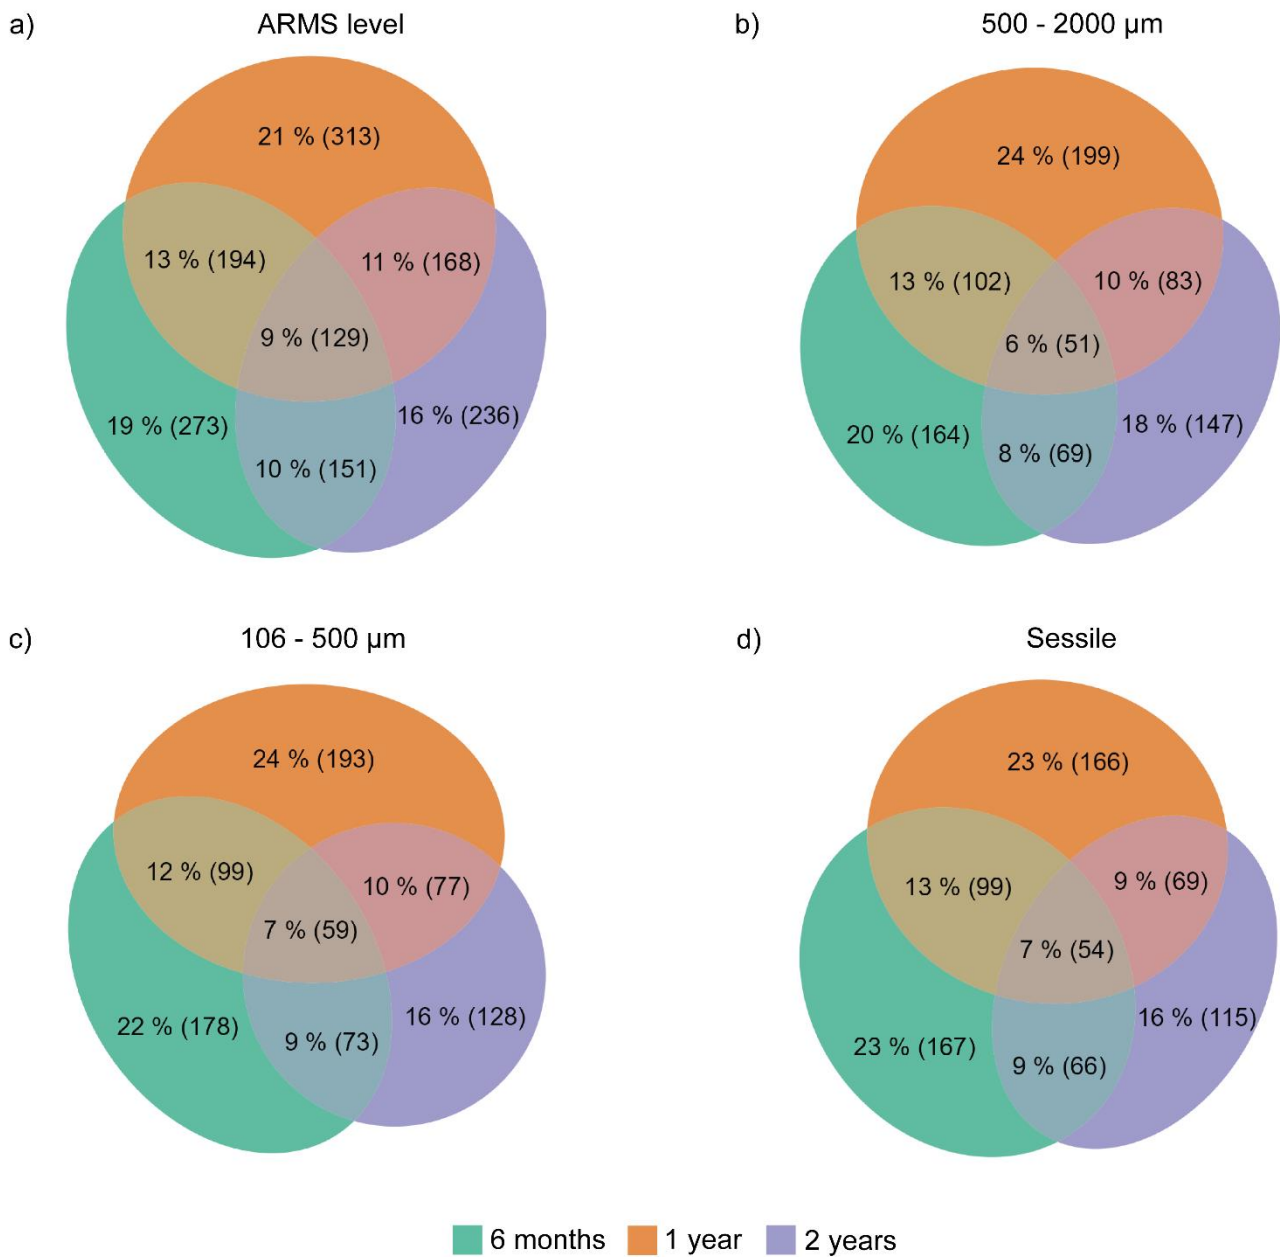 a) ARMS level
21 % (313)
13 % (194)
11 % (168)
9 % (129)
19 % (273)
16 % (236)
10 % (151)
b) 500 - 2000 µm
24 % (199)
13 % (102)
10 % (83)
6 % (51)
20 % (164)
18 % (147)
8 % (69)
c) 106 - 500 µm
24 % (193)
12 % (99)
10 % (77)
7 % (59)
22 % (178)
16 % (128)
9 % (73)
d) Sessile
23 % (166)
13 % (99)
9 % (69)
7 % (54)
23 % (167)
16 % (115)
9 % (66)
6 months 1 year 2 years